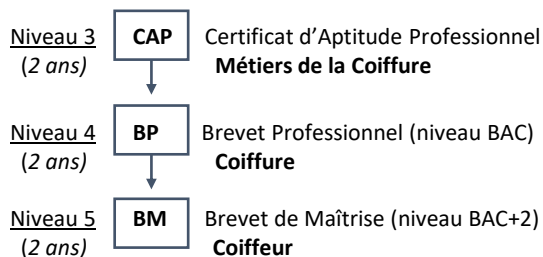 Niveau 3 CAP Certificat d’Aptitude Professionnel
(2 ans) Métiers de la Coiffure
Niveau 4 BP Brevet Professionnel (niveau BAC)
(2 ans) Coiffure
Niveau 5 BM Brevet de Maîtrise (niveau BAC+2)
(2 ans) Coiffeur